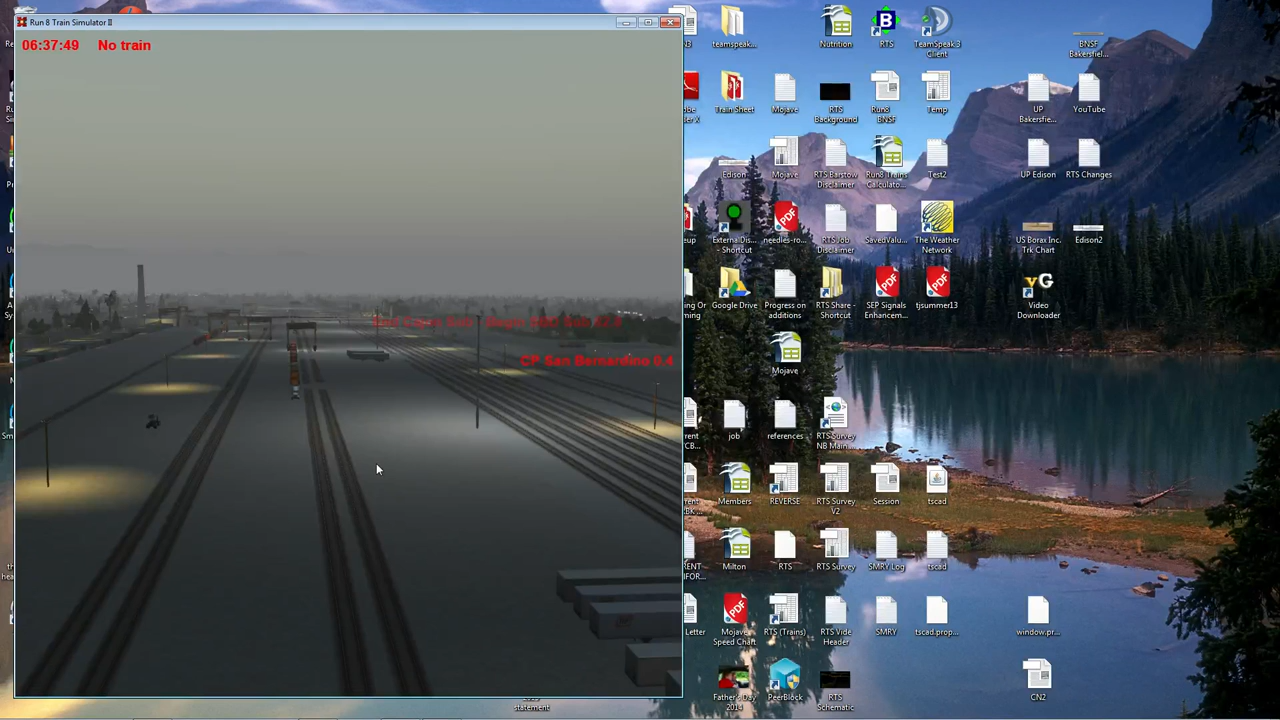 Run 8 Train Simulator II
06:37:49 No train
CP San Bernardino 0.4
teamspeak...
Nutrition
RTS
TeamSpeak 3
Client
BNSF
Bakersfiel...
Train Sheet
Mojave
RTS
Background
Run3
BNSF
Temp
UP
Bakersfie...
YouTube
Edison
Mojave
RTS Barstow
Disclaimer
Run8 Trains
Calculato...
Test2
UP Edison
RTS Changes
External Dis...
- Shortcut
needles-ro...
RTS Job
Disclaimer
SavedValu...
The Weather
Network
US Borax Inc.
Trk Chart
Edison2
Google Drive
Progress on
additions
RTS Share -
Shortcut
SEP Signals
Enhancem...
tjsummer13
Video
Downloader
Mojave
job
references
RTS Survey
NB Main...
Members
REVERSE
RTS Survey
V2
Session
tscad
Milton
RTS
RTS Survey
SMRY Log
tscad
Letter
Mojave
Speed Chart
RTS (Trains)
RTS Vide
Header
SMRY
tscad.prop...
window.pr...
Father's Day
2014
PeerBlock
RTS
Schematic
CN2
statement